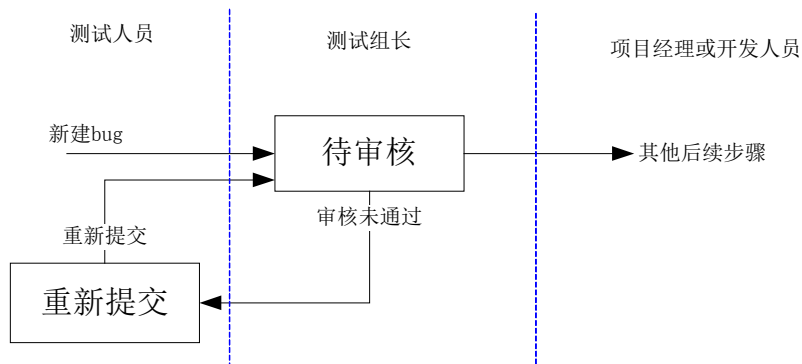 测试人员
测试组长
项目经理或开发人员
新建bug
待审核
其他后续步骤
审核未通过
重新提交
重新提交